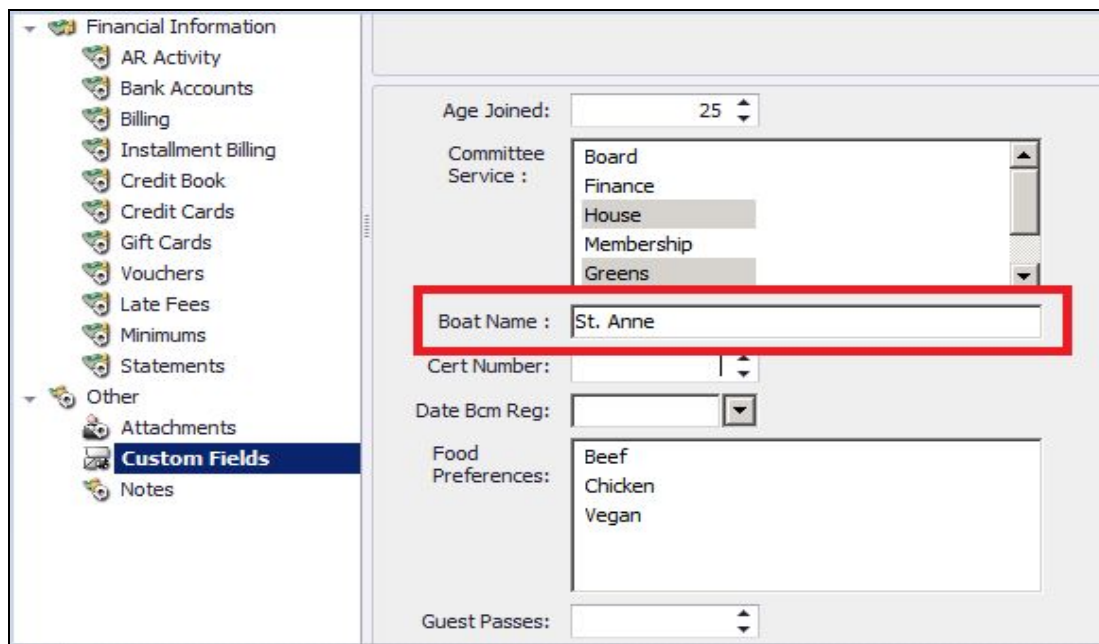 Financial Information
AR Activity
Bank Accounts
Billing
Installment Billing
Credit Book
Credit Cards
Gift Cards
Vouchers
Late Fees
Minimums
Statements
Other
Attachments
Custom Fields
Notes
Age Joined: 25
Committee
Service :
Board
Finance
House
Membership
Greens
Boat Name : St. Anne
Cert Number:
Date Bcm Reg:
Food
Preferences:
Beef
Chicken
Vegan
Guest Passes: